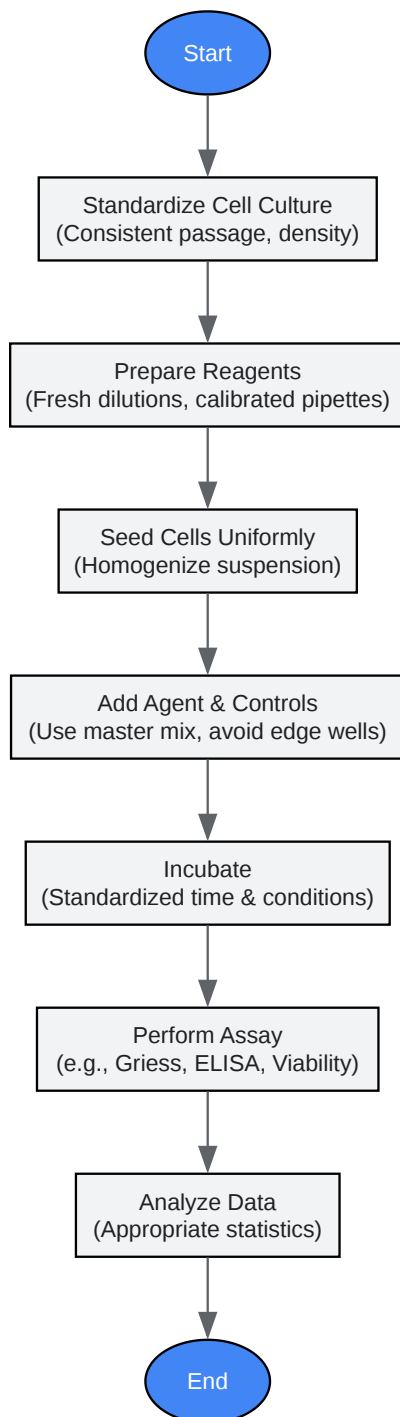 Start
Standardize Cell Culture
(Consistent passage, density)
Prepare Reagents
(Fresh dilutions, calibrated pipettes)
Seed Cells Uniformly
(Homogenize suspension)
Add Agent & Controls
(Use master mix, avoid edge wells)
Incubate
(Standardized time & conditions)
Perform Assay
(e.g., Griess, ELISA, Viability)
Analyze Data
(Appropriate statistics)
End